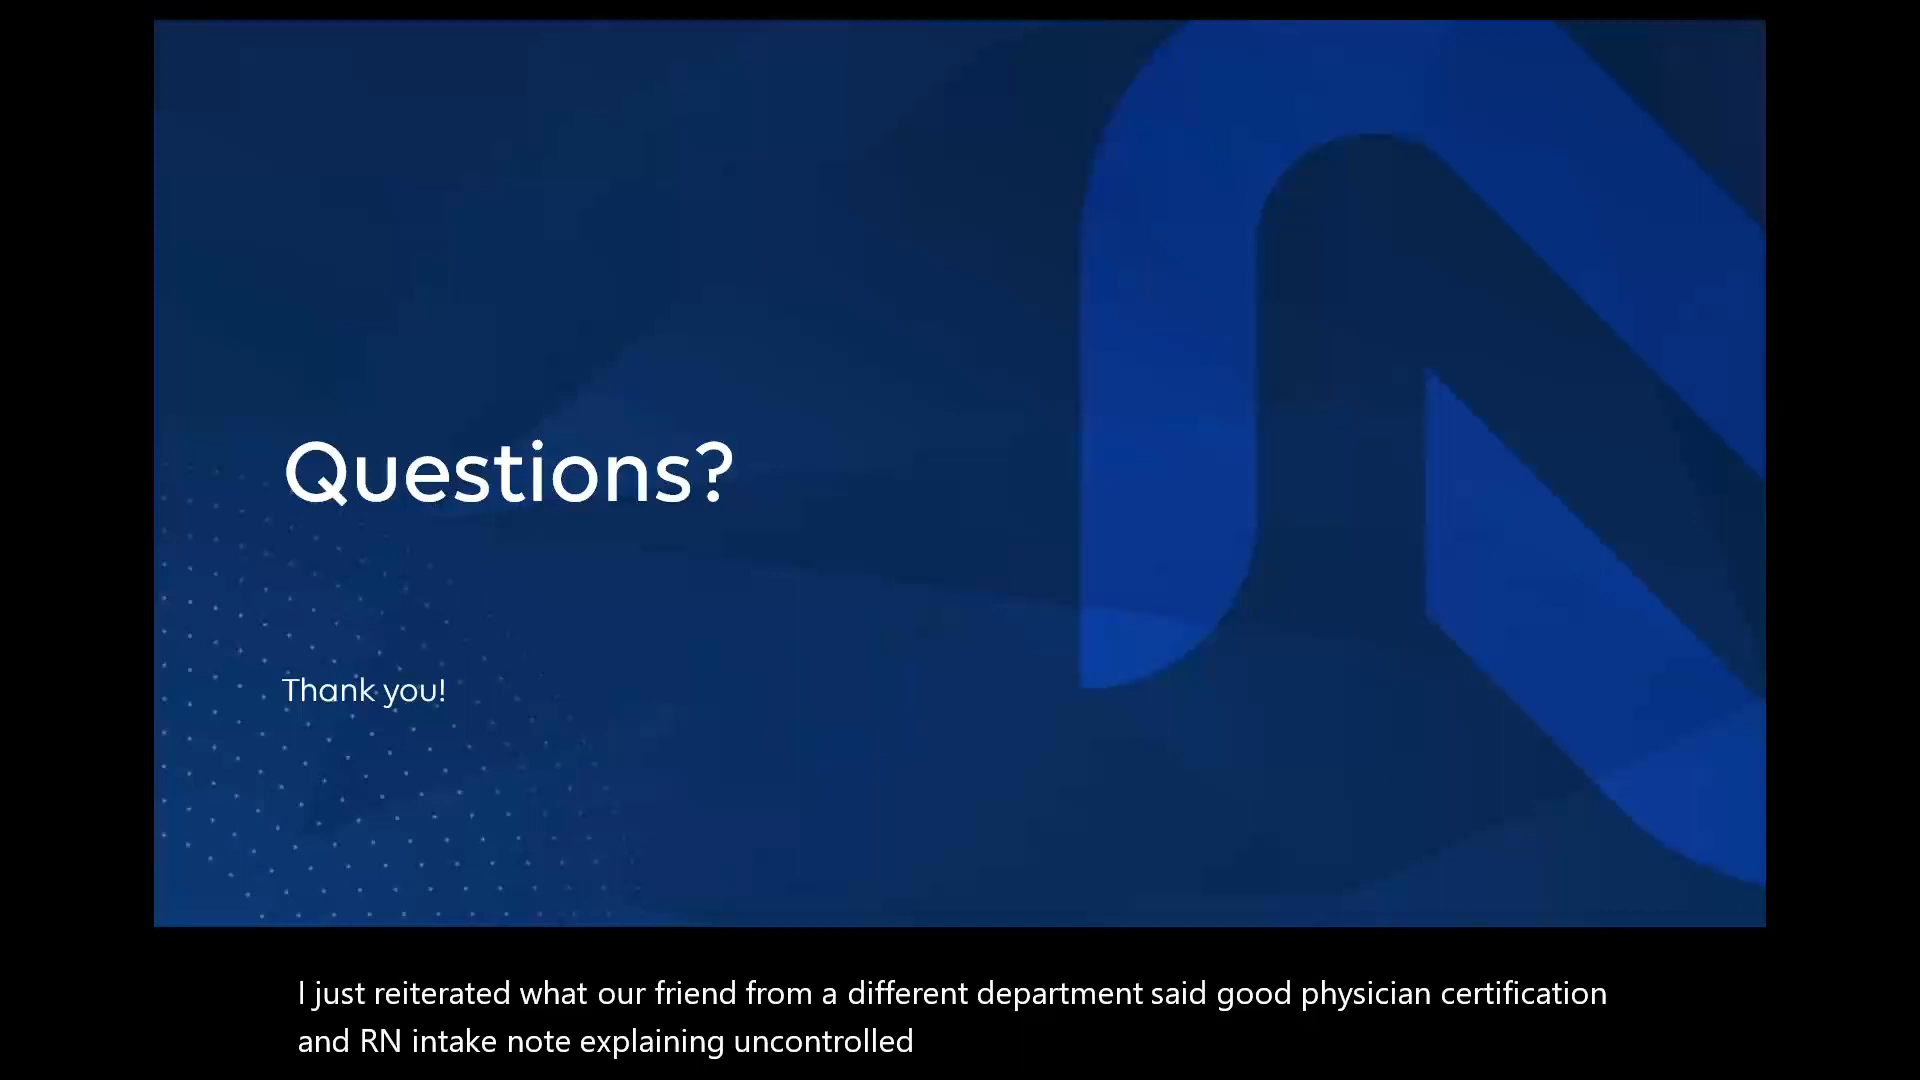 Questions?
Thank you!
I just reiterated what our friend from a different department said good physician certification
and RN intake note explaining uncontrolled